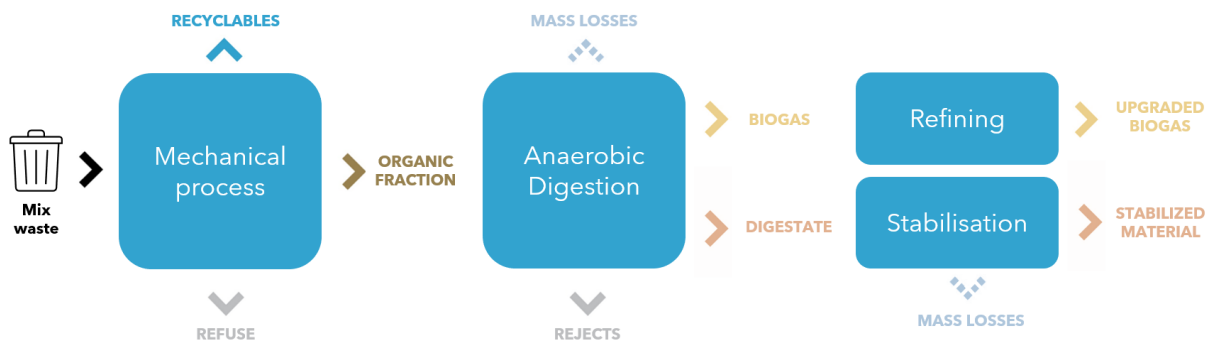 RECYCLABLES
MASS LOSSES
Mechanical
process
Anaerobic
Digestion
Refining
Stabilisation
Mix
waste
ORGANIC
FRACTION
BIOGAS
DIGESTATE
UPGRADED
BIOGAS
STABILIZED
MATERIAL
REFUSE
REJECTS
MASS LOSSES